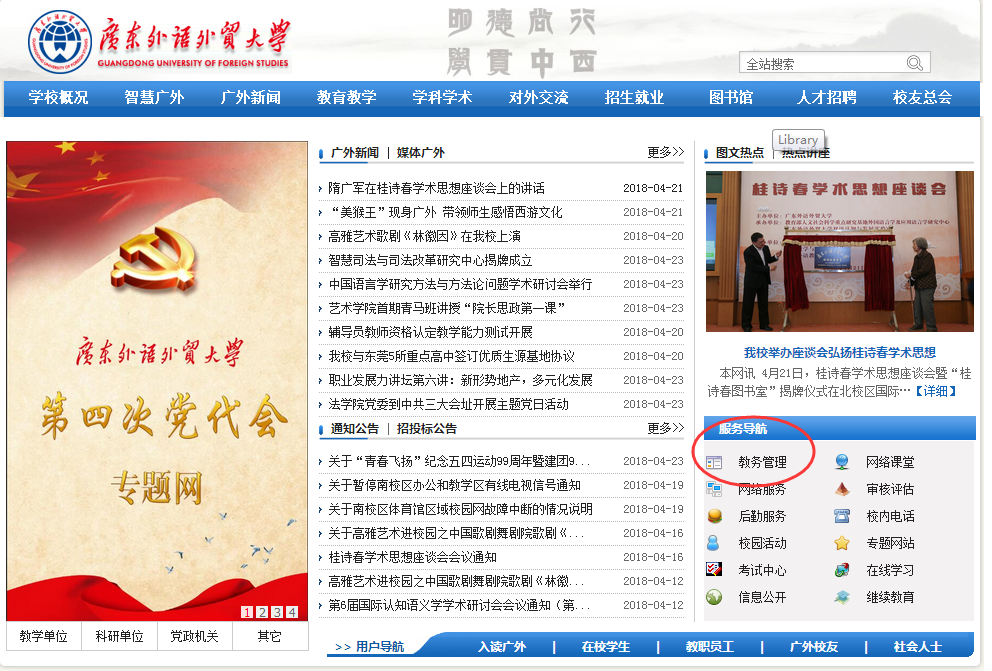 廣东外语外貿大學
GUANGDONG UNIVERSITY OF FOREIGN STUDIES
明德尚行
學貫中西
全站搜索
学校概况 智慧广外 广外新闻 教育教学 学科学术 对外交流 招生就业 图书馆 人才招聘 校友总会
Library
廣东外语外貿大學
第四次党代会
专题网
1 2 3 4
教学单位 科研单位 党政机关 其它
广外新闻 | 媒体广外 更多>>
隋广军在桂诗春学术思想座谈会上的讲话 2018-04-21
“美猴王”现身广外 带领师生感悟西游文化 2018-04-21
高雅艺术歌剧《林徽因》在我校上演 2018-04-20
智慧司法与司法改革研究中心揭牌成立 2018-04-23
中国语言学研究方法与方法论问题学术研讨会举行 2018-04-23
艺术学院首期青马班讲授“院长思政第一课” 2018-04-23
辅导员教师资格认定教学能力测试开展 2018-04-20
我校与东莞5所重点高中签订优质生源基地协议 2018-04-20
职业发展力讲坛第六讲：新形势地产，多元化发展 2018-04-23
法学院党委到中共三大会址开展主题党日活动 2018-04-23
通知公告 | 招投标公告 更多>>
关于“青春飞扬”纪念五四运动99周年暨建团9... 2018-04-23
关于暂停南校区办公和教学区有线电视信号通知 2018-04-19
关于南校区体育馆区域校园网故障中断的情况说明 2018-04-19
关于高雅艺术进校园之中国歌剧舞剧院歌剧《... 2018-04-16
桂诗春学术思想座谈会会议通知 2018-04-16
高雅艺术进校园之中国歌剧舞剧院歌剧《林徽... 2018-04-12
第6届国际认知语义学学术研讨会会议通知（第... 2018-04-12
图文热点 | 热点讲座
桂诗春学术思想座谈会
主办单位：广东外语外贸大学
我校举办座谈会弘扬桂诗春学术思想
本网讯 4月21日，桂诗春学术思想座谈会暨“桂
诗春图书室”揭牌仪式在北校区国际…【详细】
服务导航
教务管理 网络课堂
网络服务 审核评估
后勤服务 校内电话
校园活动 专题网站
考试中心 在线学习
信息公开 继续教育
>> 用户导航 入读广外 | 在校学生 | 教职员工 | 广外校友 | 社会人士